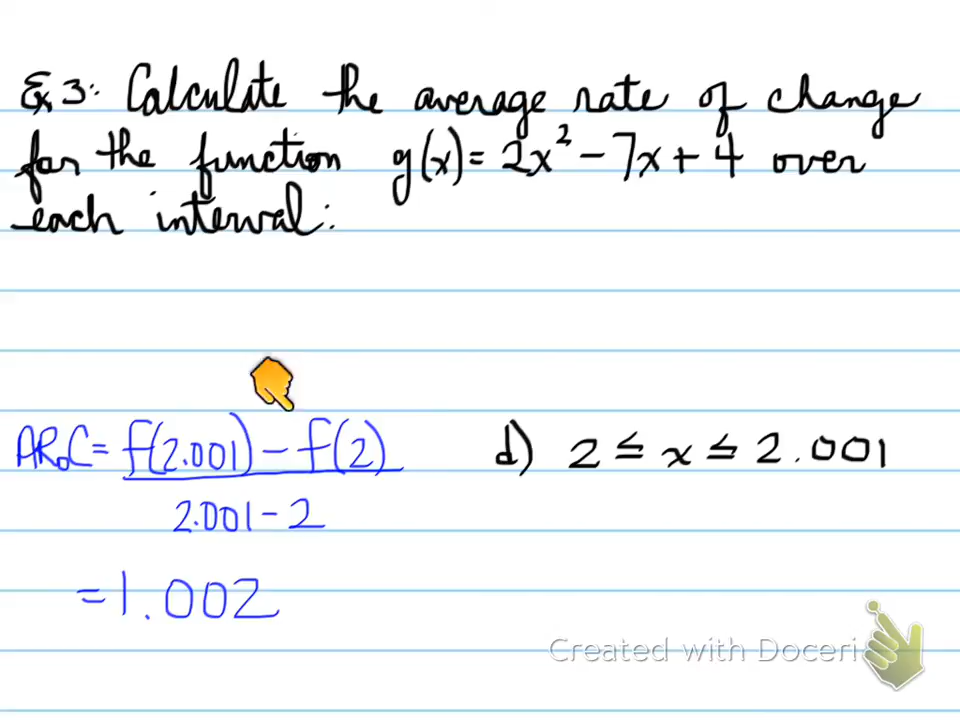 Ex 3: Calculate the average rate of change
for the function g(x) = 2x² - 7x + 4 over
each interval:
ARoC = f(2.001) - f(2)
2.001 - 2
= 1.002
d) 2 ≤ x ≤ 2.001
Created with Doceri